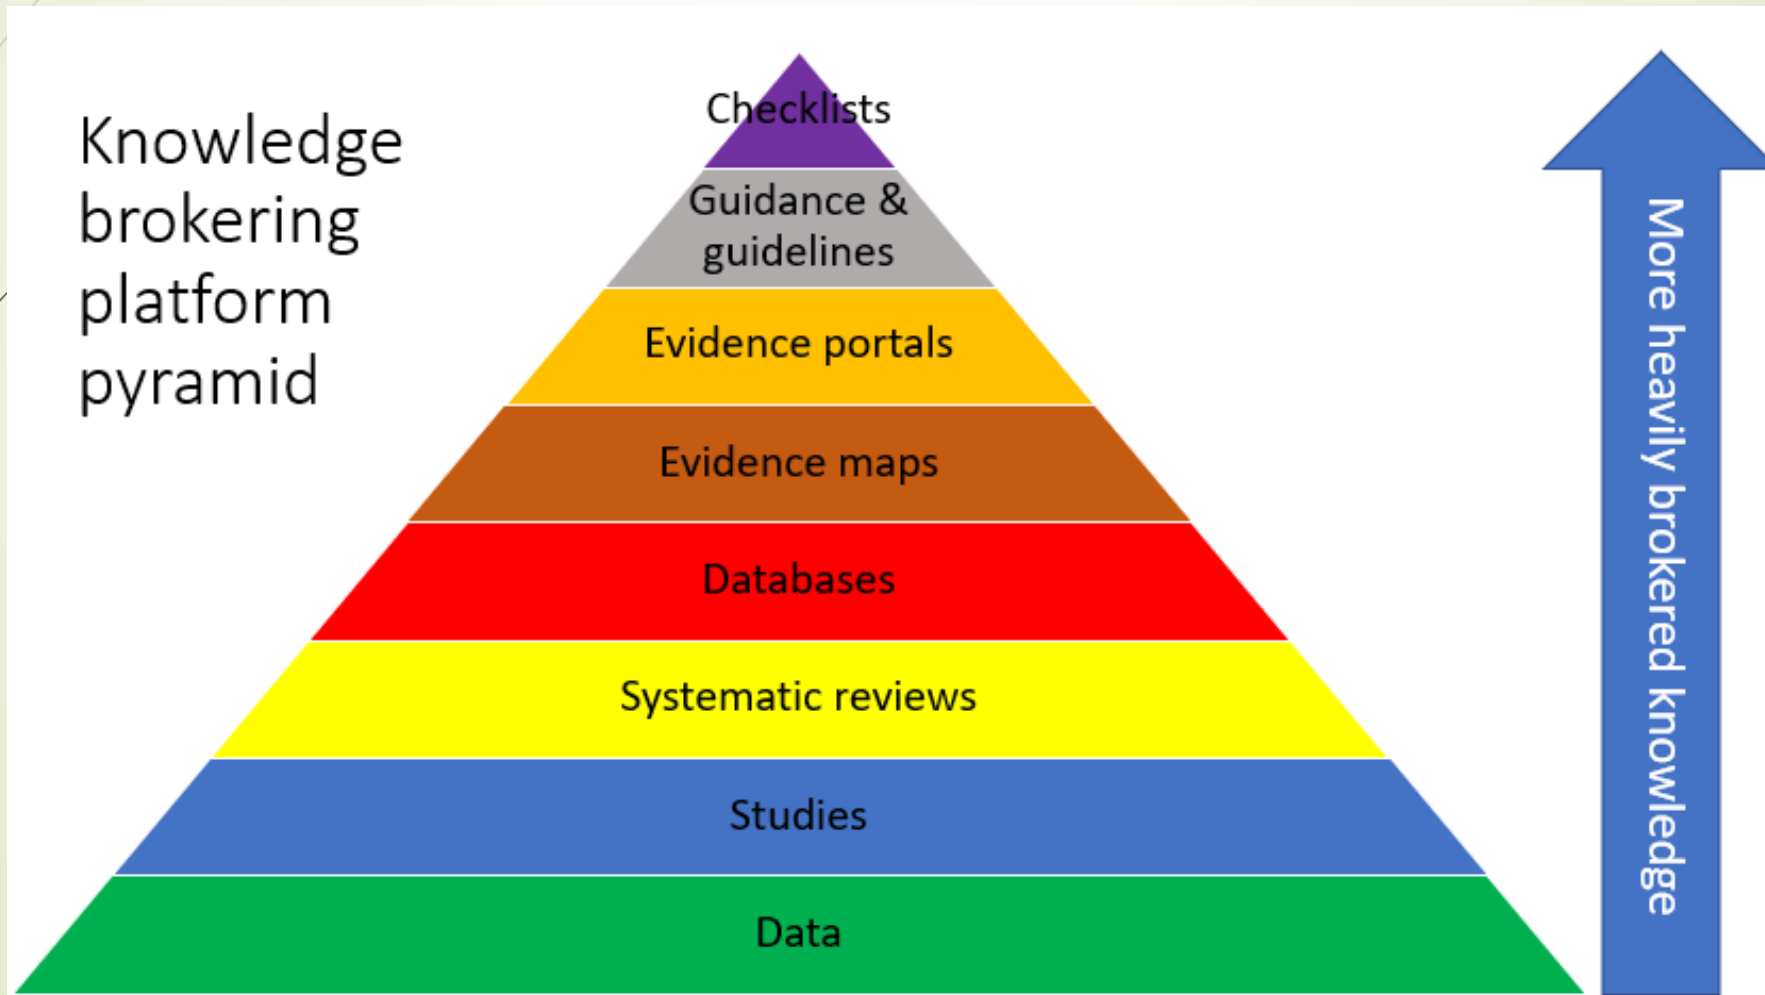 Knowledge
brokering
platform
pyramid
Checklists
Guidance &
guidelines
Evidence portals
Evidence maps
Databases
Systematic reviews
Studies
Data
More heavily brokered knowledge